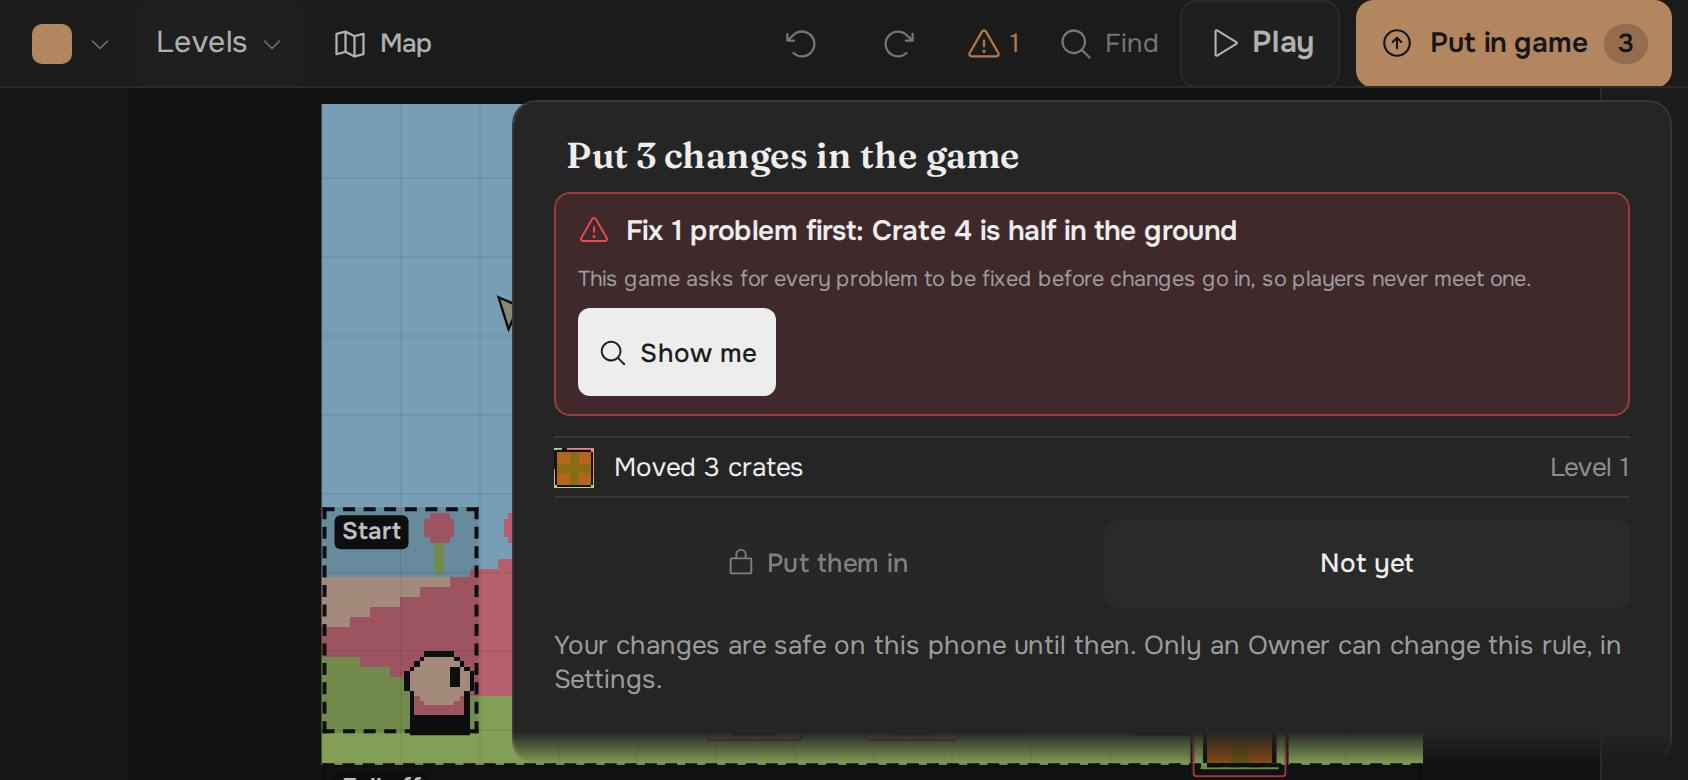 Levels
Map
1
Find
Play
Put in game
3
Put 3 changes in the game
Fix 1 problem first: Crate 4 is half in the ground
This game asks for every problem to be fixed before changes go in, so players never meet one.
Show me
Moved 3 crates
Level 1
Start
Put them in
Not yet
Your changes are safe on this phone until then. Only an Owner can change this rule, in
Settings.